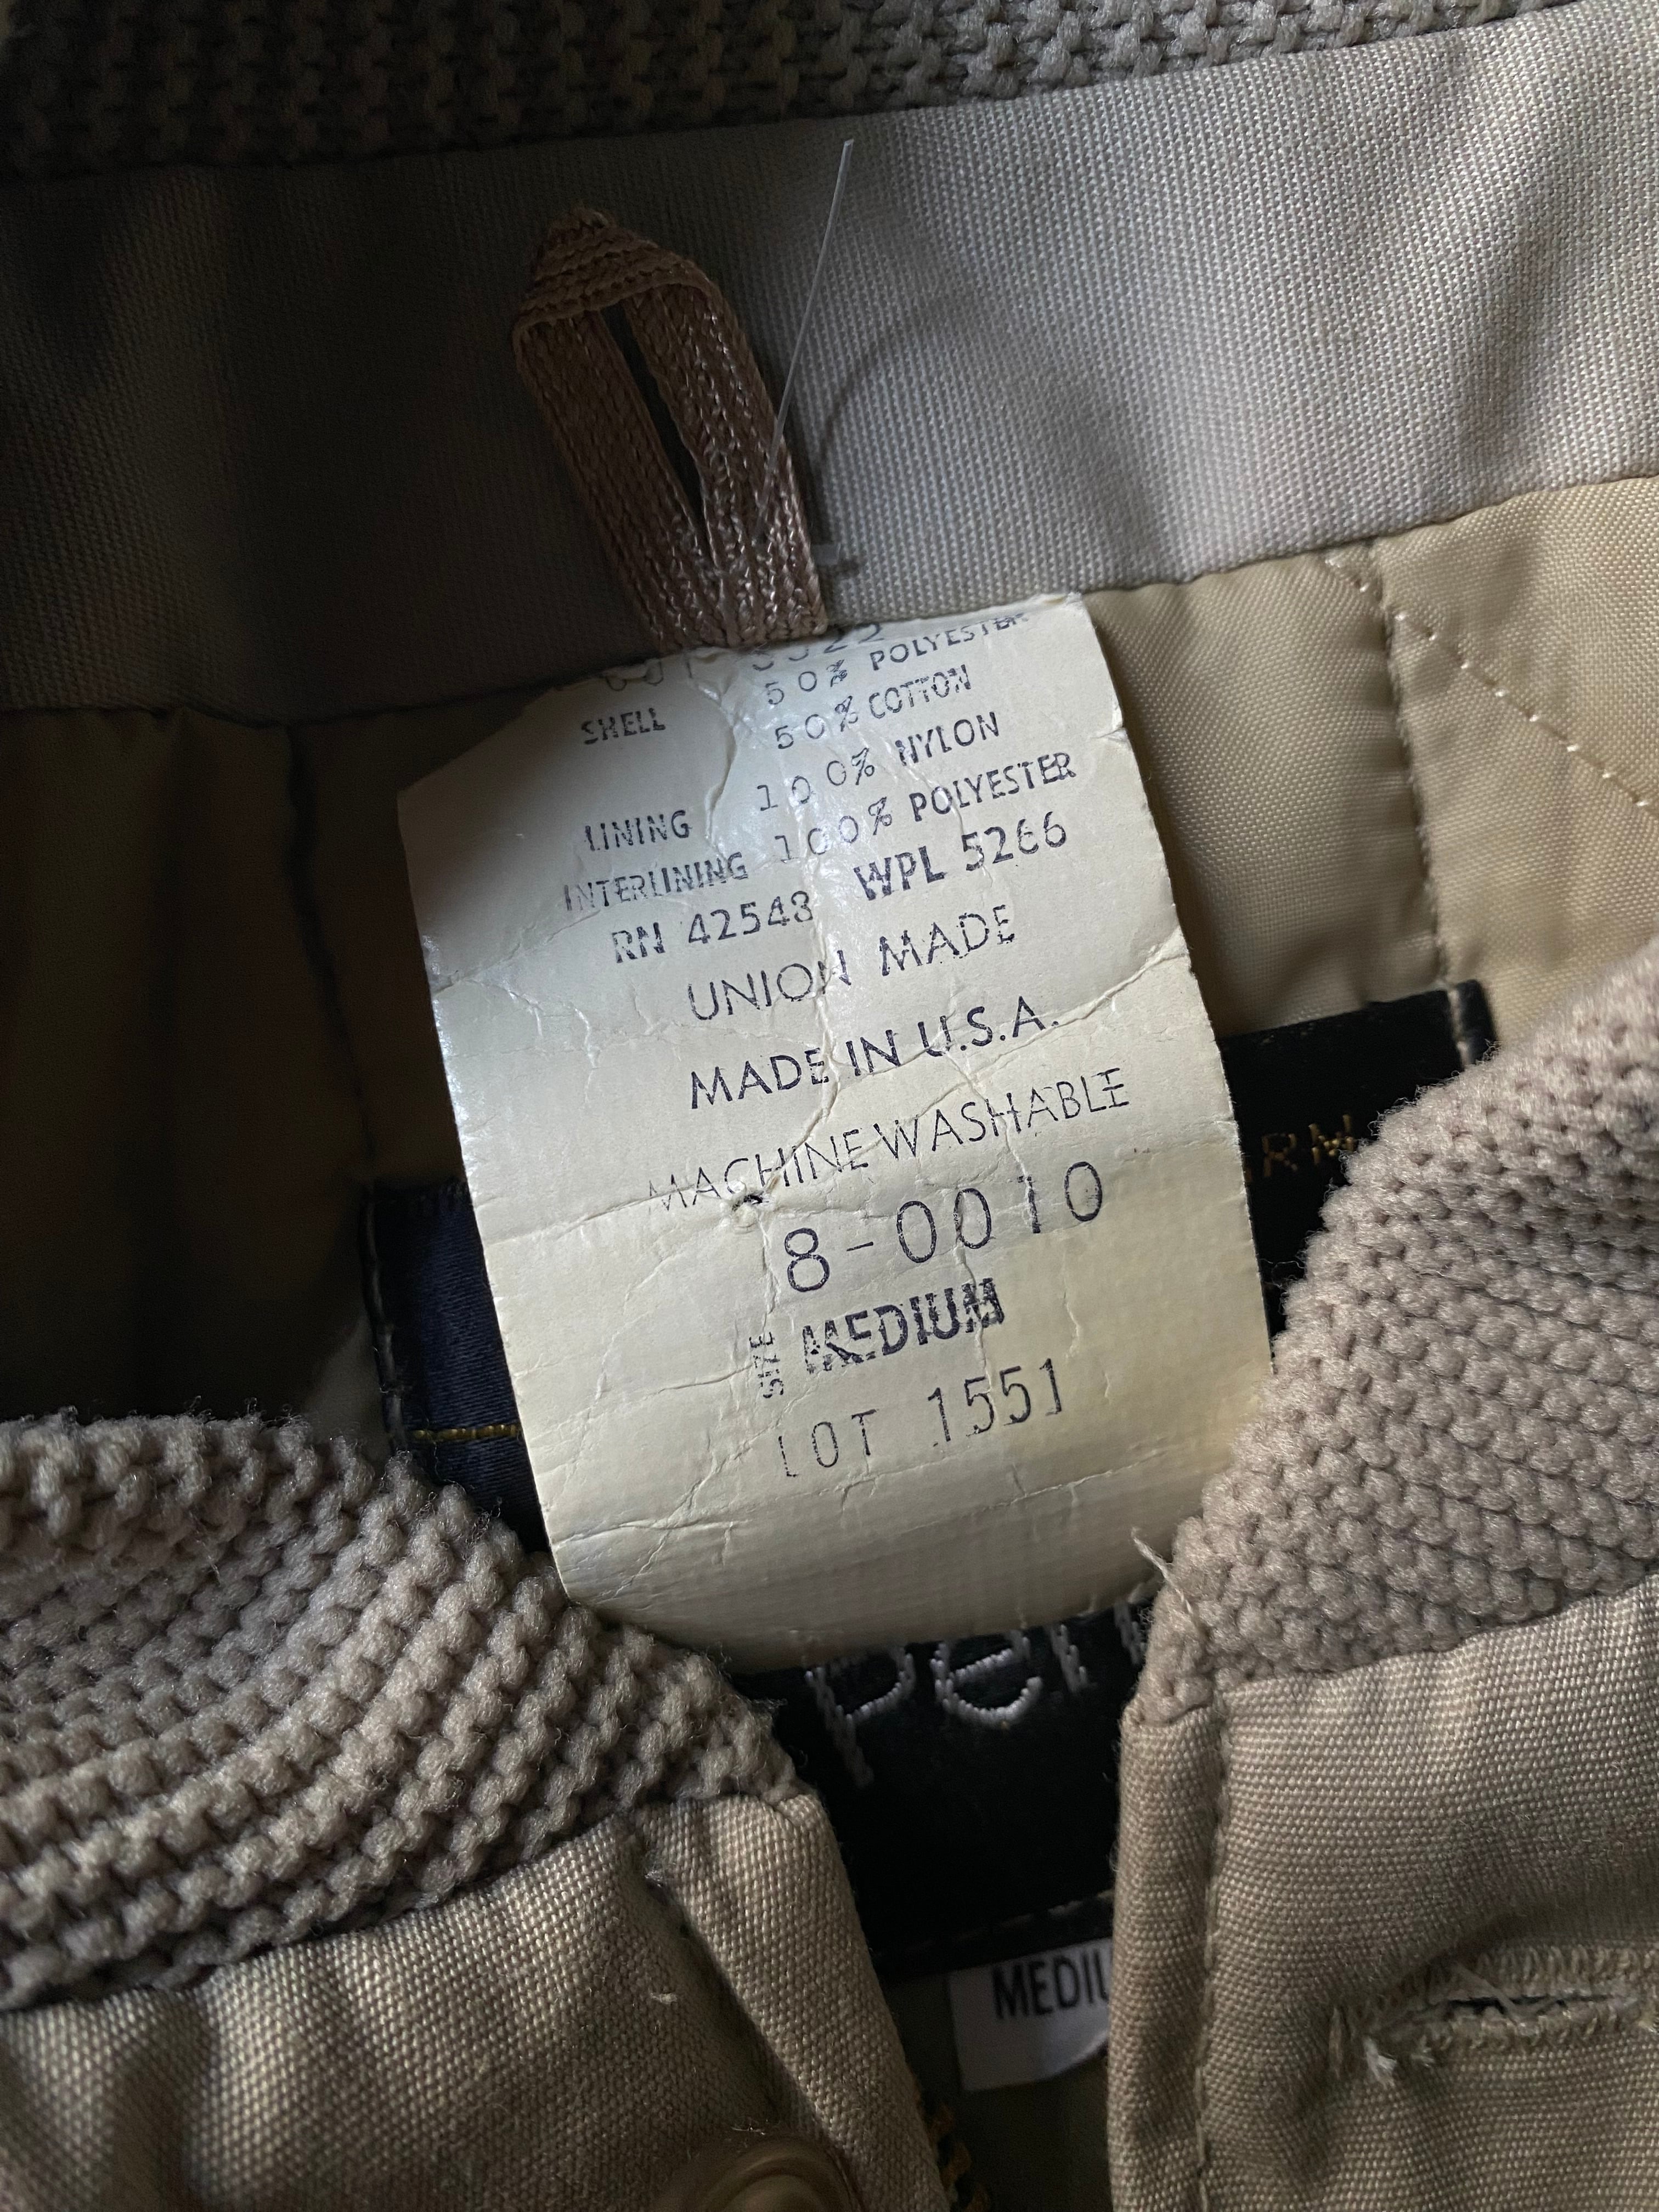 SHELL 50% POLYESTER
50% COTTON
LINING 100% NYLON
INTERLINING 100% POLYESTER
RN 42548 WPL 5266
UNION MADE
MADE IN U.S.A.
MACHINE WASHABLE
8-0010
SIZE MEDIUM
LOT 1551